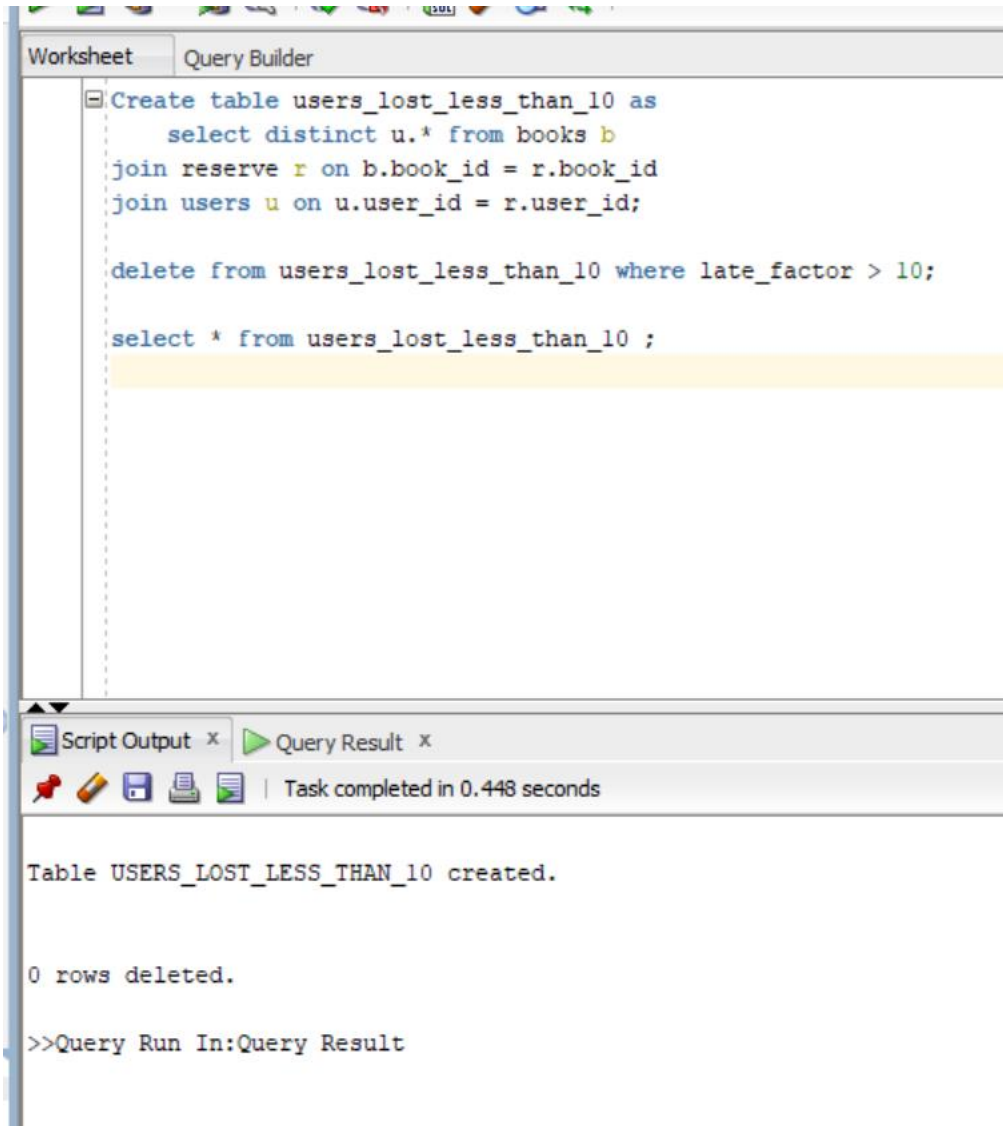 Worksheet Query Builder
Create table users_lost_less_than_10 as
select distinct u.* from books b
join reserve r on b.book_id = r.book_id
join users u on u.user_id = r.user_id;
delete from users_lost_less_than_10 where late_factor > 10;
select * from users_lost_less_than_10 ;
Script Output x Query Result x
Task completed in 0.448 seconds
Table USERS_LOST_LESS_THAN_10 created.
0 rows deleted.
>>Query Run In:Query Result